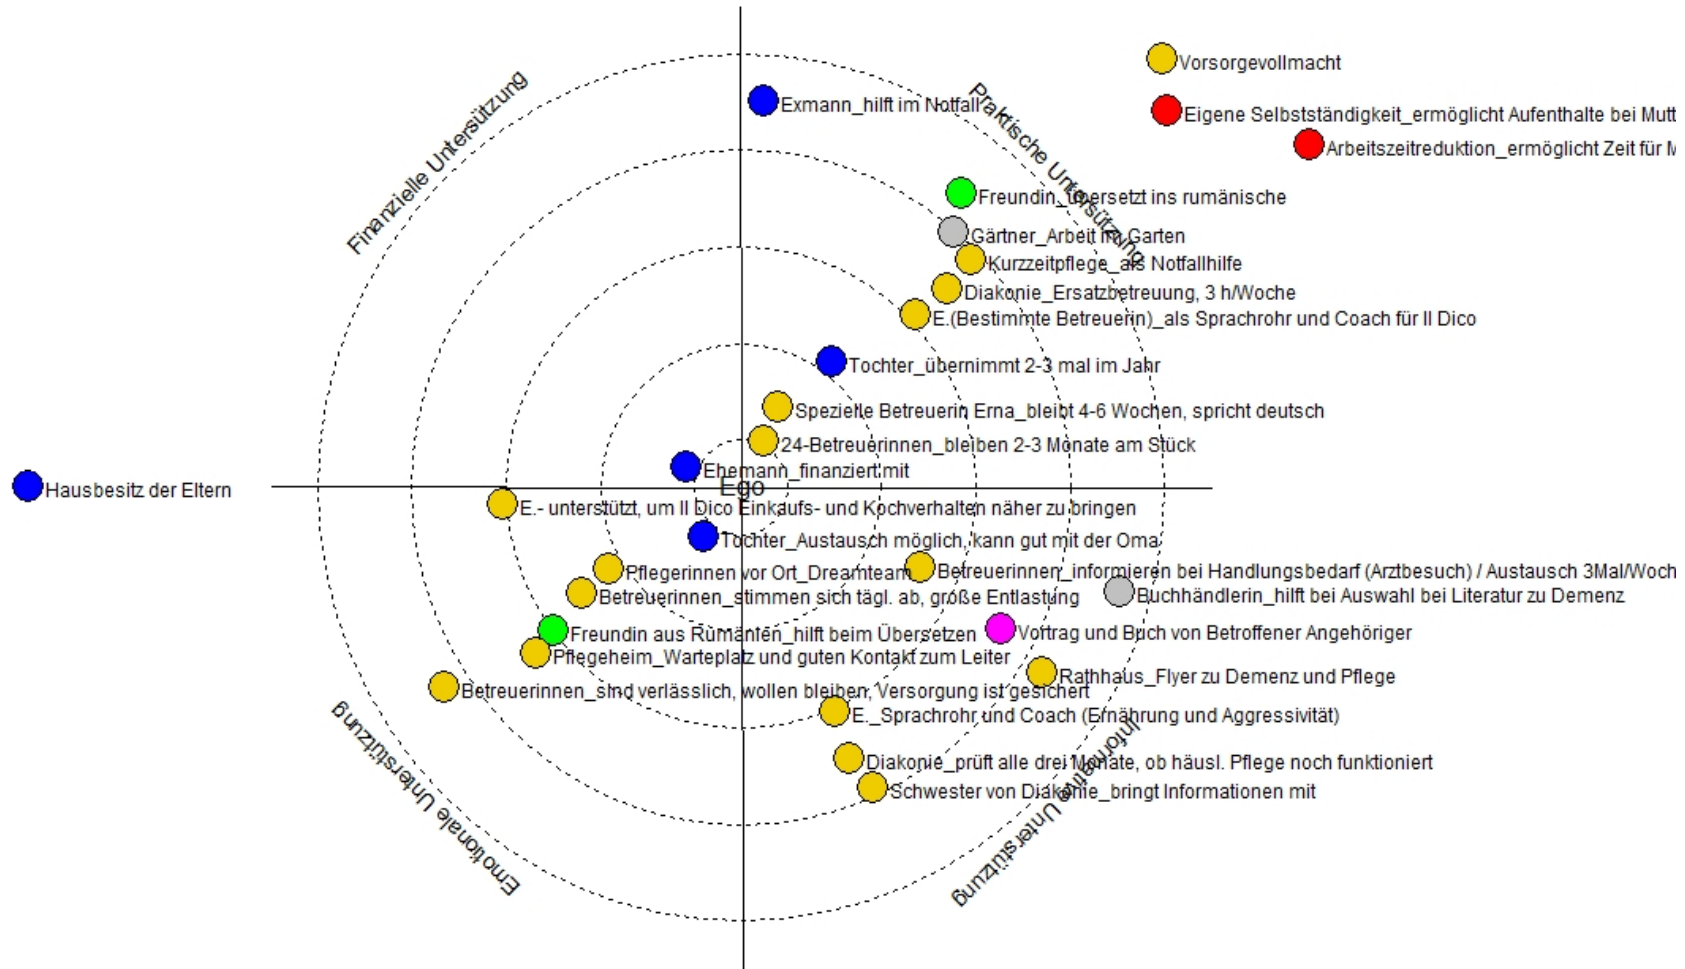 Vorsorgevollmacht
Exmann_hilft im Notfall
Eigene Selbstständigkeit_ermöglicht Aufenthalte bei Mutt
Arbeitszeitreduktion_ermöglicht Zeit für M
Finanzielle Untersützung
Praktische Untersützung
Freundin_übersetzt ins rumänische
Gärtner_Arbeit im Garten
Kurzzeitpflege_als Notfallhilfe
Diakonie_Ersatzbetreuung, 3 h/Woche
E.(Bestimmte Betreuerin)_als Sprachrohr und Coach für Il Dico
Tochter_übernimmt 2-3 mal im Jahr
Spezielle Betreuerin Erna_bleibt 4-6 Wochen, spricht deutsch
24-Betreuerinnen_bleiben 2-3 Monate am Stück
Ehemann_finanziert mit
Ego
Hausbesitz der Eltern
E.- unterstützt, um Il Dico Einkaufs- und Kochverhalten näher zu bringen
Tochter_Austausch möglich, kann gut mit der Oma
Pflegerinnen vor Ort_Dreamteam
Betreuerinnen_informieren bei Handlungsbedarf (Arztbesuch) / Austausch 3Mal/Woch
Betreuerinnen_stimmen sich tägl. ab, große Entlastung
Buchhändlerin_hilft bei Auswahl bei Literatur zu Demenz
Freundin aus Rumänien_hilft beim Übersetzen
Vortrag und Buch von Betroffener Angehöriger
Pflegeheim_Warteplatz und guten Kontakt zum Leiter
Rathhaus_Flyer zu Demenz und Pflege
Betreuerinnen_sind verlässlich, wollen bleiben, Versorgung ist gesichert
E._Sprachrohr und Coach (Ernährung und Aggressivität)
Diakonie_prüft alle drei Monate, ob häusl. Pflege noch funktioniert
Schwester von Diakonie_bringt Informationen mit
Emotionale Unterstützung
Informative Unterstützung